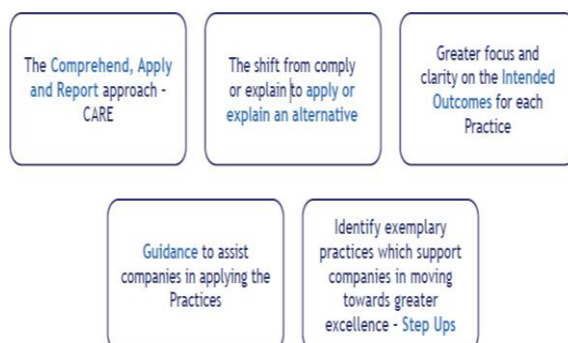 The Comprehend, Apply
and Report approach -
CARE
The shift from comply
or explain to apply or
explain an alternative
Greater focus and
clarity on the Intended
Outcomes for each
Practice
Guidance to assist
companies in applying the
Practices
Identify exemplary
practices which support
companies in moving
towards greater
excellence - Step Ups